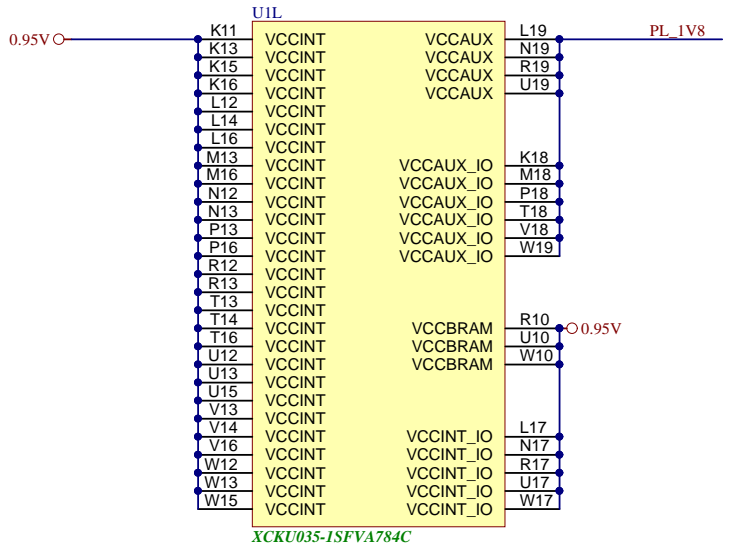 U1L
0.95V K11 VCCINT VCCAUX L19 PL_1V8
K13 VCCINT VCCAUX N19
K15 VCCINT VCCAUX R19
K16 VCCINT VCCAUX U19
L12 VCCINT
L14 VCCINT
L16 VCCINT
M13 VCCINT VCCAUX_IO K18
M16 VCCINT VCCAUX_IO M18
N12 VCCINT VCCAUX_IO P18
N13 VCCINT VCCAUX_IO T18
P13 VCCINT VCCAUX_IO V18
P16 VCCINT VCCAUX_IO W19
R12 VCCINT
R13 VCCINT
T13 VCCINT
T14 VCCINT VCCBRAM R10 0.95V
T16 VCCINT VCCBRAM U10
U12 VCCINT VCCBRAM W10
U13 VCCINT
U15 VCCINT
V13 VCCINT
V14 VCCINT VCCINT_IO L17
V16 VCCINT VCCINT_IO N17
W12 VCCINT VCCINT_IO R17
W13 VCCINT VCCINT_IO U17
W15 VCCINT VCCINT_IO W17
XCKU035-1SFVA784C